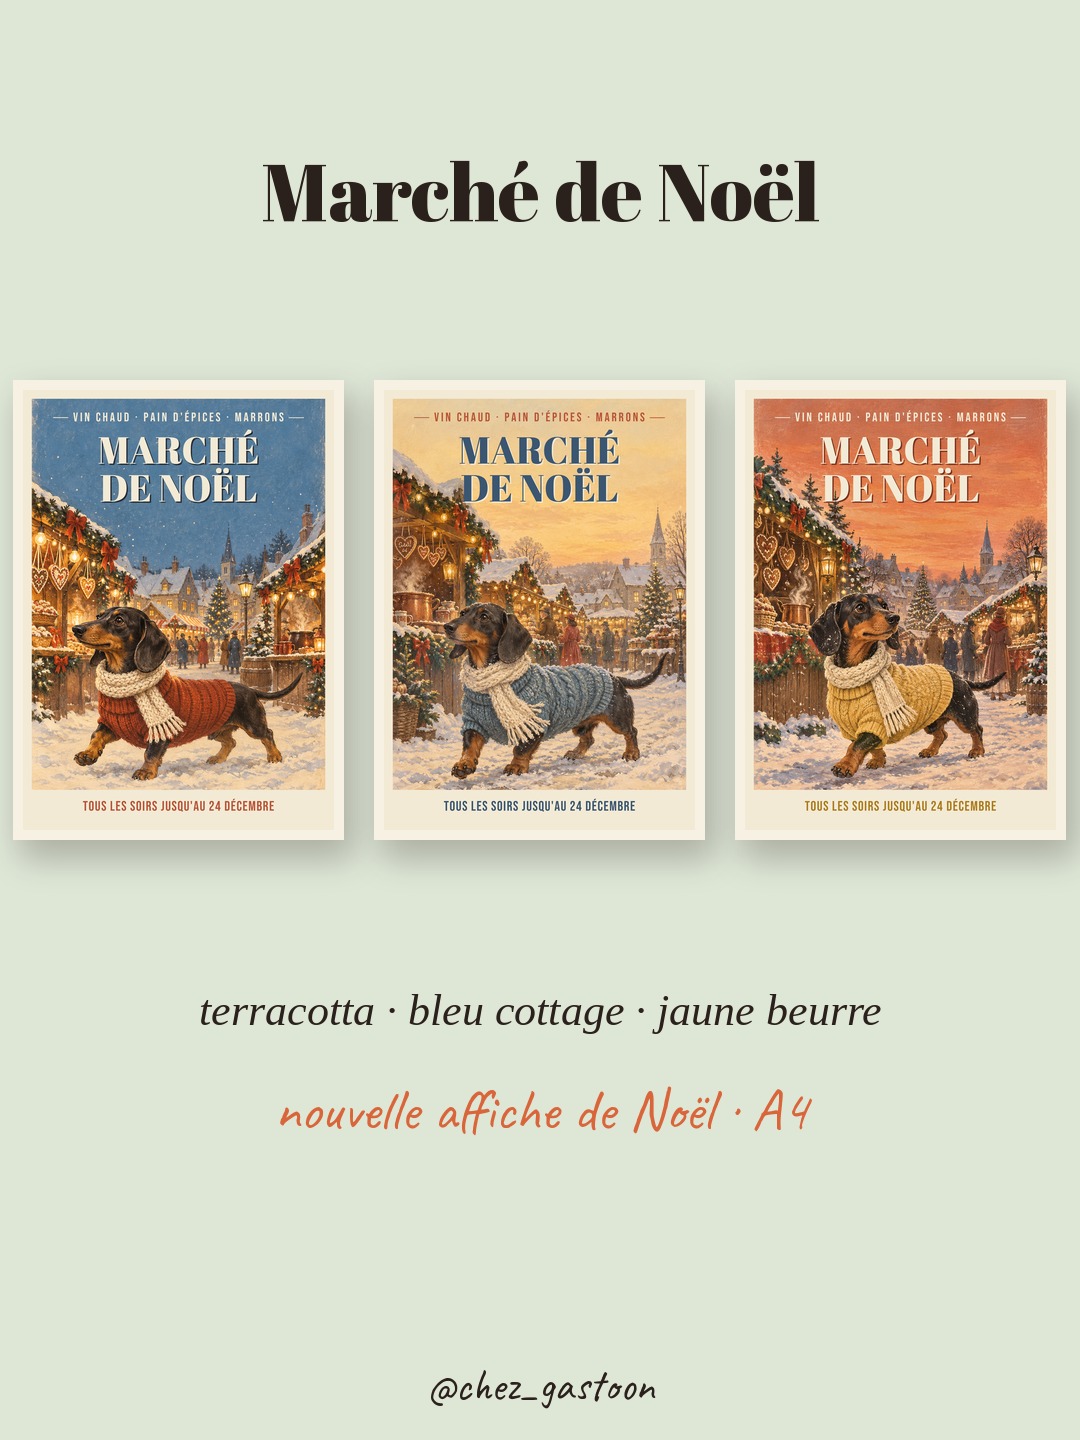 Marché de Noël
VIN CHAUD · PAIN D'ÉPICES · MARRONS
MARCHÉ
DE NOËL
TOUS LES SOIRS JUSQU'AU 24 DÉCEMBRE
VIN CHAUD · PAIN D'ÉPICES · MARRONS
MARCHÉ
DE NOËL
TOUS LES SOIRS JUSQU'AU 24 DÉCEMBRE
VIN CHAUD · PAIN D'ÉPICES · MARRONS
MARCHÉ
DE NOËL
TOUS LES SOIRS JUSQU'AU 24 DÉCEMBRE
terracotta · bleu cottage · jaune beurre
nouvelle affiche de Noël · A4
@chez_gastoon